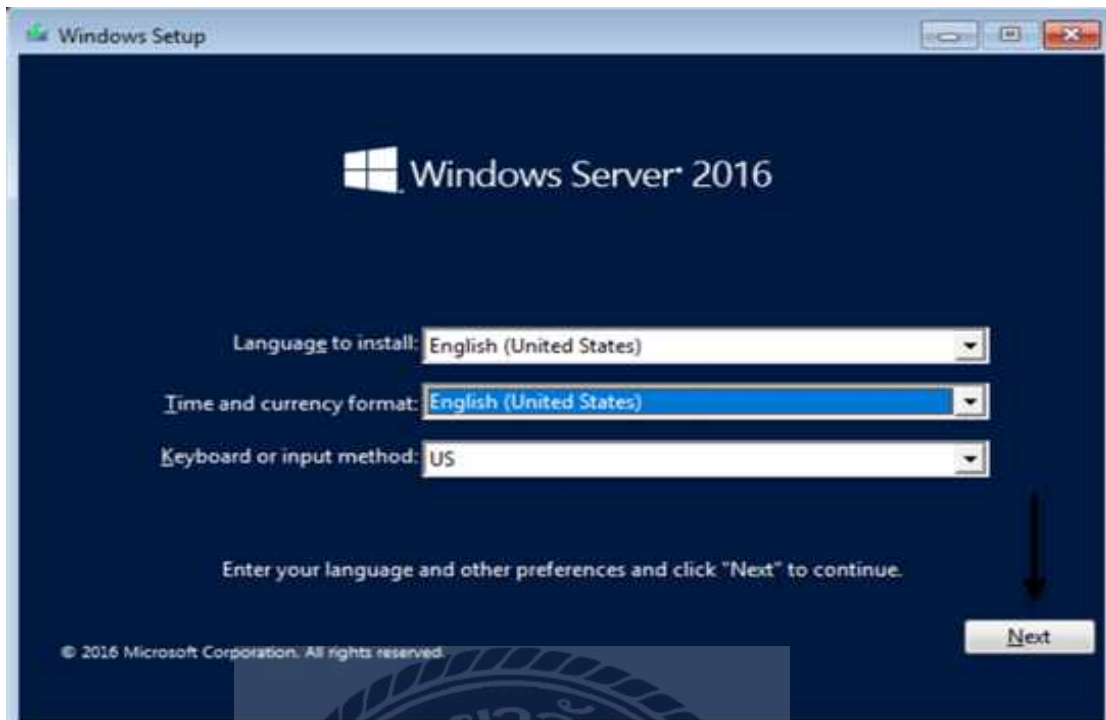 Windows Setup
Windows Server 2016
Language to install: English (United States)
Time and currency format: English (United States)
Keyboard or input method: US
Enter your language and other preferences and click "Next" to continue.
Next
© 2016 Microsoft Corporation. All rights reserved.